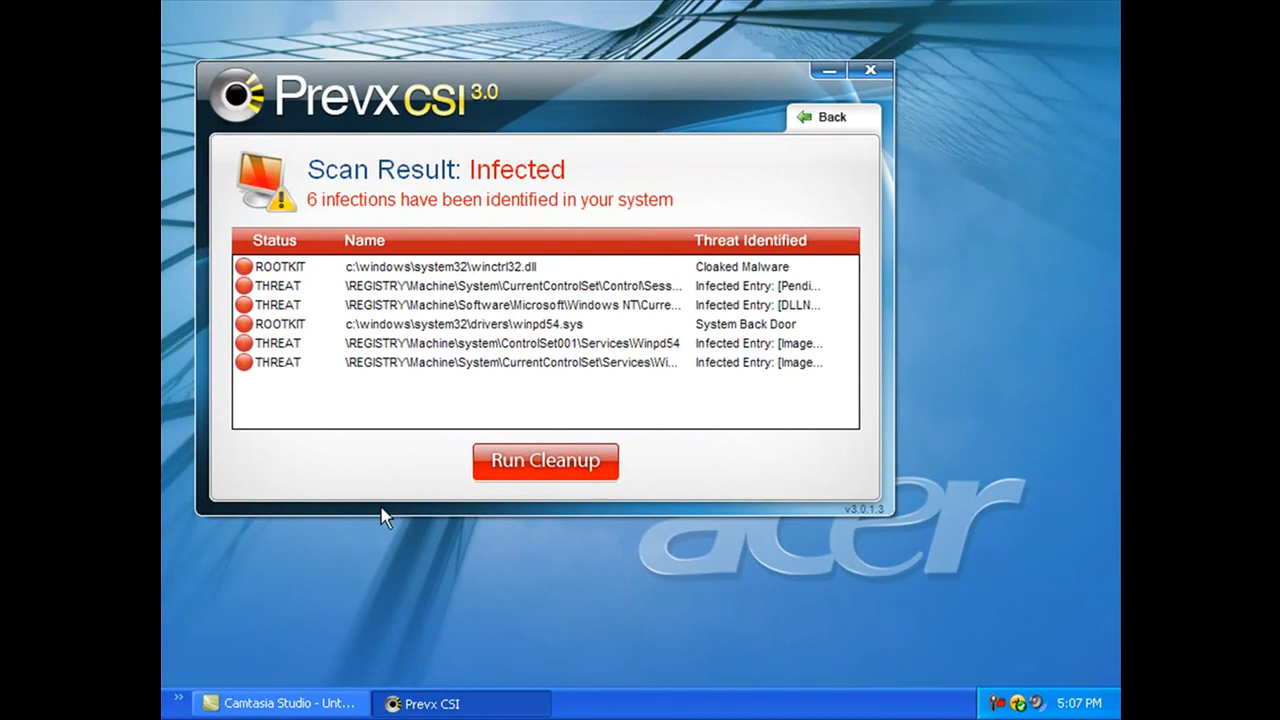 Prevx CSI 3.0
Back
Scan Result: Infected
6 infections have been identified in your system
Status Name Threat Identified
ROOTKIT c:\windows\system32\winctrl32.dll Cloaked Malware
THREAT \REGISTRY\Machine\System\CurrentControlSet\Control\Sess... Infected Entry: [Pendi...
THREAT \REGISTRY\Machine\Software\Microsoft\Windows NT\Curre... Infected Entry: [DLLN...
ROOTKIT c:\windows\system32\drivers\winpd54.sys System Back Door
THREAT \REGISTRY\Machine\system\ControlSet001\Services\Winpd54 Infected Entry: [Image...
THREAT \REGISTRY\Machine\System\CurrentControlSet\Services\Wi... Infected Entry: [Image...
Run Cleanup
v3.0.1.3
acer
Camtasia Studio - Unt... Prevx CSI 5:07 PM